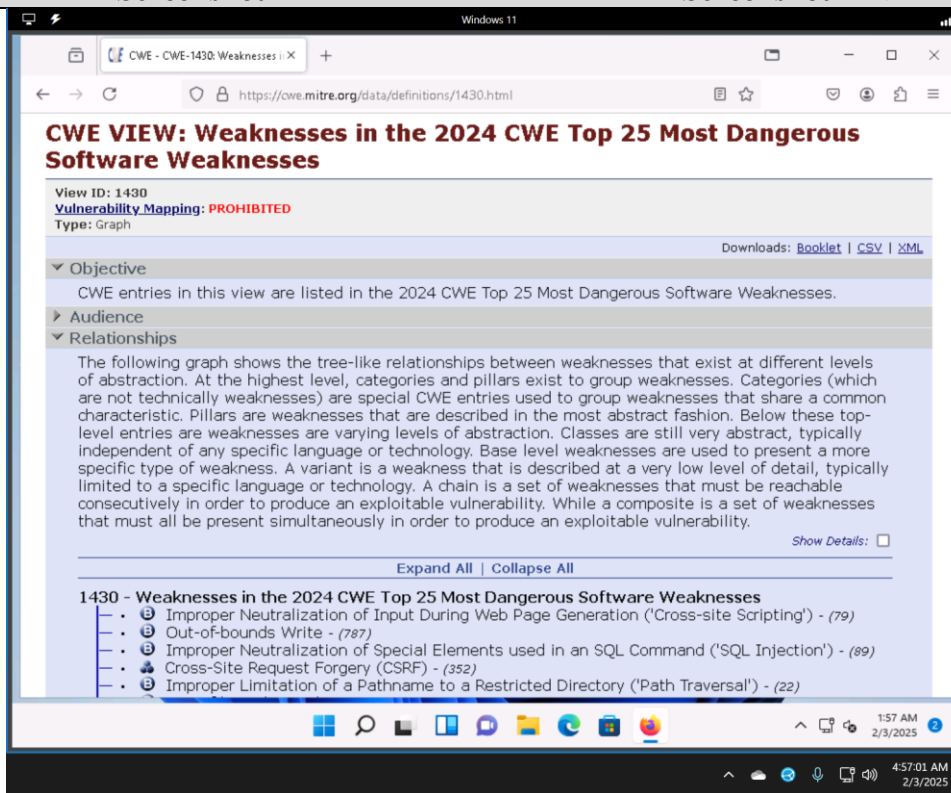 Windows 11
CWE - CWE-1430: Weaknesses i
https://cwe.mitre.org/data/definitions/1430.html
CWE VIEW: Weaknesses in the 2024 CWE Top 25 Most Dangerous
Software Weaknesses
View ID: 1430
Vulnerability Mapping: PROHIBITED
Type: Graph
Downloads: Booklet | CSV | XML
Objective
CWE entries in this view are listed in the 2024 CWE Top 25 Most Dangerous Software Weaknesses.
Audience
Relationships
The following graph shows the tree-like relationships between weaknesses that exist at different levels
of abstraction. At the highest level, categories and pillars exist to group weaknesses. Categories (which
are not technically weaknesses) are special CWE entries used to group weaknesses that share a common
characteristic. Pillars are weaknesses that are described in the most abstract fashion. Below these top-
level entries are weaknesses are varying levels of abstraction. Classes are still very abstract, typically
independent of any specific language or technology. Base level weaknesses are used to present a more
specific type of weakness. A variant is a weakness that is described at a very low level of detail, typically
limited to a specific language or technology. A chain is a set of weaknesses that must be reachable
consecutively in order to produce an exploitable vulnerability. While a composite is a set of weaknesses
that must all be present simultaneously in order to produce an exploitable vulnerability.
Show Details:
Expand All | Collapse All
1430 - Weaknesses in the 2024 CWE Top 25 Most Dangerous Software Weaknesses
B Improper Neutralization of Input During Web Page Generation ('Cross-site Scripting') - (79)
B Out-of-bounds Write - (787)
B Improper Neutralization of Special Elements used in an SQL Command ('SQL Injection') - (89)
Cross-Site Request Forgery (CSRF) - (352)
B Improper Limitation of a Pathname to a Restricted Directory ('Path Traversal') - (22)
1:57 AM
2/3/2025
2
4:57:01 AM
2/3/2025